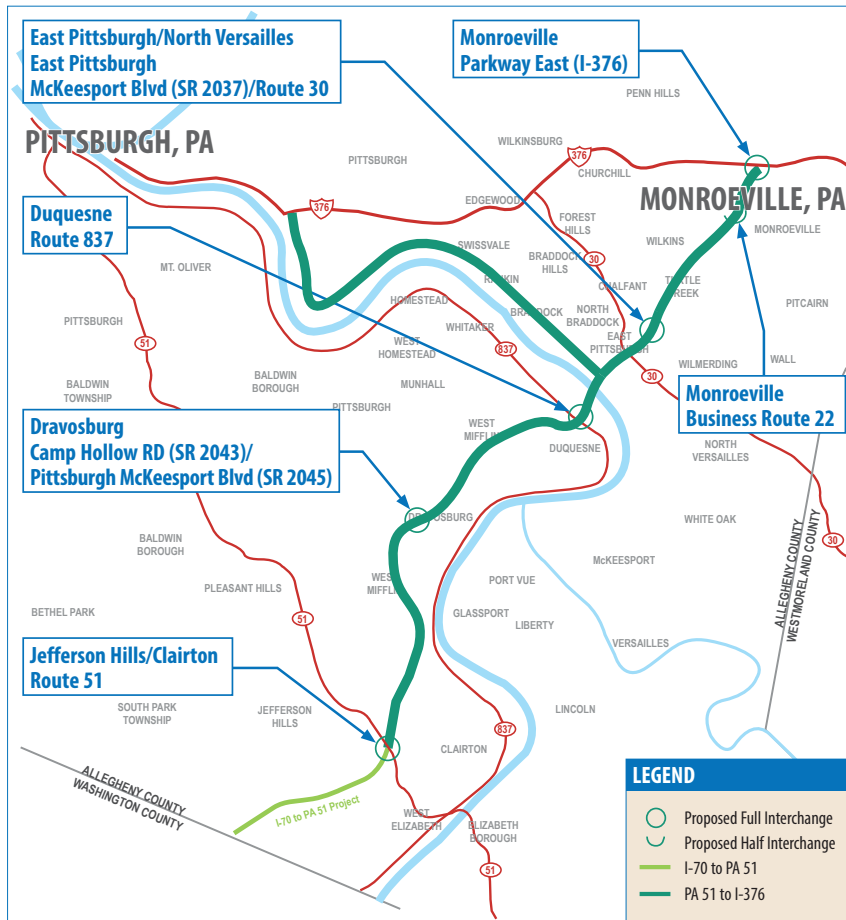 East Pittsburgh/North Versailles
East Pittsburgh
McKeesport Blvd (SR 2037)/Route 30
Monroeville
Parkway East (I-376)
PENN HILLS
PITTSBURGH, PA
PITTSBURGH
WILKINSBURG
376
CHURCHILL
EDGEWOOD
376
MONROEVILLE, PA
Duquesne
Route 837
FOREST
HILLS
MONROEVILLE
SWISSVALE
WILKINS
BRADDOCK
HILLS
30
MT. OLIVER
RANKIN
CHALFANT
TURTLE
CREEK
HOMESTEAD
PITCAIRN
BRADDOCK
NORTH
BRADDOCK
PITTSBURGH
WHITAKER
EAST
PITTSBURGH
51
WEST
HOMESTEAD
837
WILMERDING
WALL
BALDWIN
TOWNSHIP
BALDWIN
BOROUGH
MUNHALL
30
PITTSBURGH
Monroeville
Business Route 22
Dravosburg
Camp Hollow RD (SR 2043)/
Pittsburgh McKeesport Blvd (SR 2045)
WEST
MIFFLIN
DUQUESNE
NORTH
VERSAILLES
DRAVOSBURG
WHITE OAK
BALDWIN
BOROUGH
30
McKEESPORT
ALLEGHENY COUNTY
WESTMORELAND COUNTY
PLEASANT HILLS
WEST
MIFFLIN
PORT VUE
BETHEL PARK
51
GLASSPORT
LIBERTY
VERSAILLES
Jefferson Hills/Clairton
Route 51
SOUTH PARK
TOWNSHIP
JEFFERSON
HILLS
LINCOLN
837
CLAIRTON
ALLEGHENY COUNTY
WASHINGTON COUNTY
I-70 to PA 51 Project
WEST
ELIZABETH
ELIZABETH
BOROUGH
51
LEGEND
Proposed Full Interchange
Proposed Half Interchange
I-70 to PA 51
PA 51 to I-376